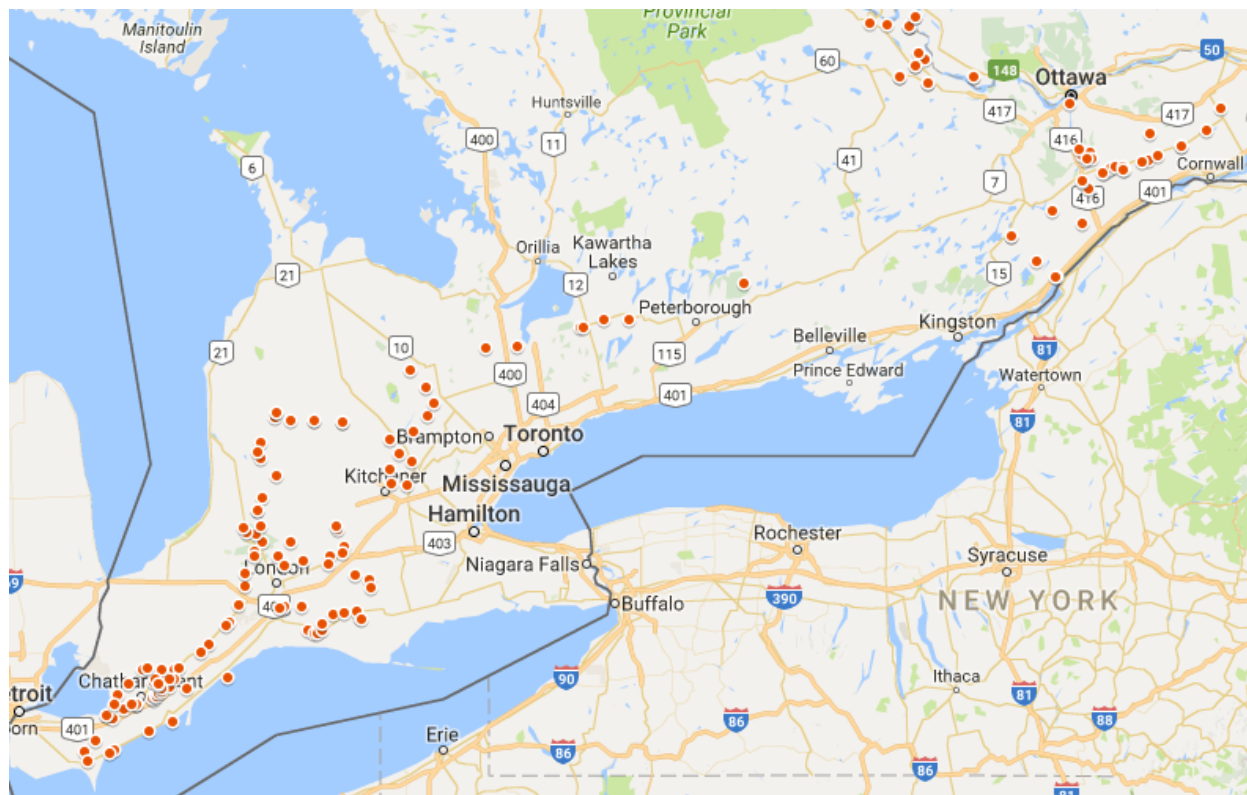 Provincial
Park
Manitoulin
Island
60
148
50
Ottawa
Huntsville
417
417
400
11
416
41
6
7
Cornwall
401
416
Orillia
Kawartha
Lakes
21
12
15
Peterborough
Kingston
Belleville
21
10
115
81
Prince Edward
Watertown
400
401
404
81
Brampton
Toronto
Kitchener
Mississauga
Hamilton
Rochester
403
Syracuse
Niagara Falls
London
390
Buffalo
NEW YORK
90
Ithaca
81
etroit
401
86
88
orn
Erie
86
86
81